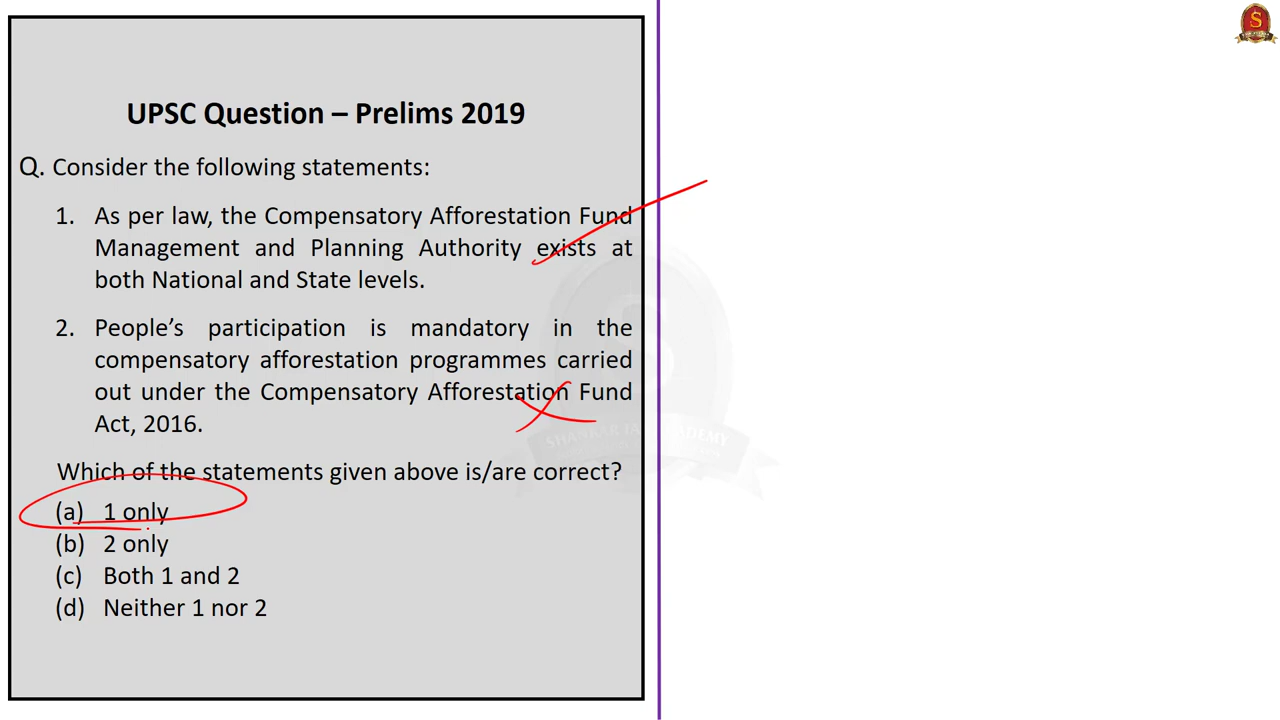 S
UPSC Question – Prelims 2019
Q. Consider the following statements:
1. As per law, the Compensatory Afforestation Fund
Management and Planning Authority exists at
both National and State levels.
2. People's participation is mandatory in the
compensatory afforestation programmes carried
out under the Compensatory Afforestation Fund
Act, 2016.
SHANKAR IAS ACADEMY
Which of the statements given above is/are correct?
(a) 1 only
(b) 2 only
(c) Both 1 and 2
(d) Neither 1 nor 2